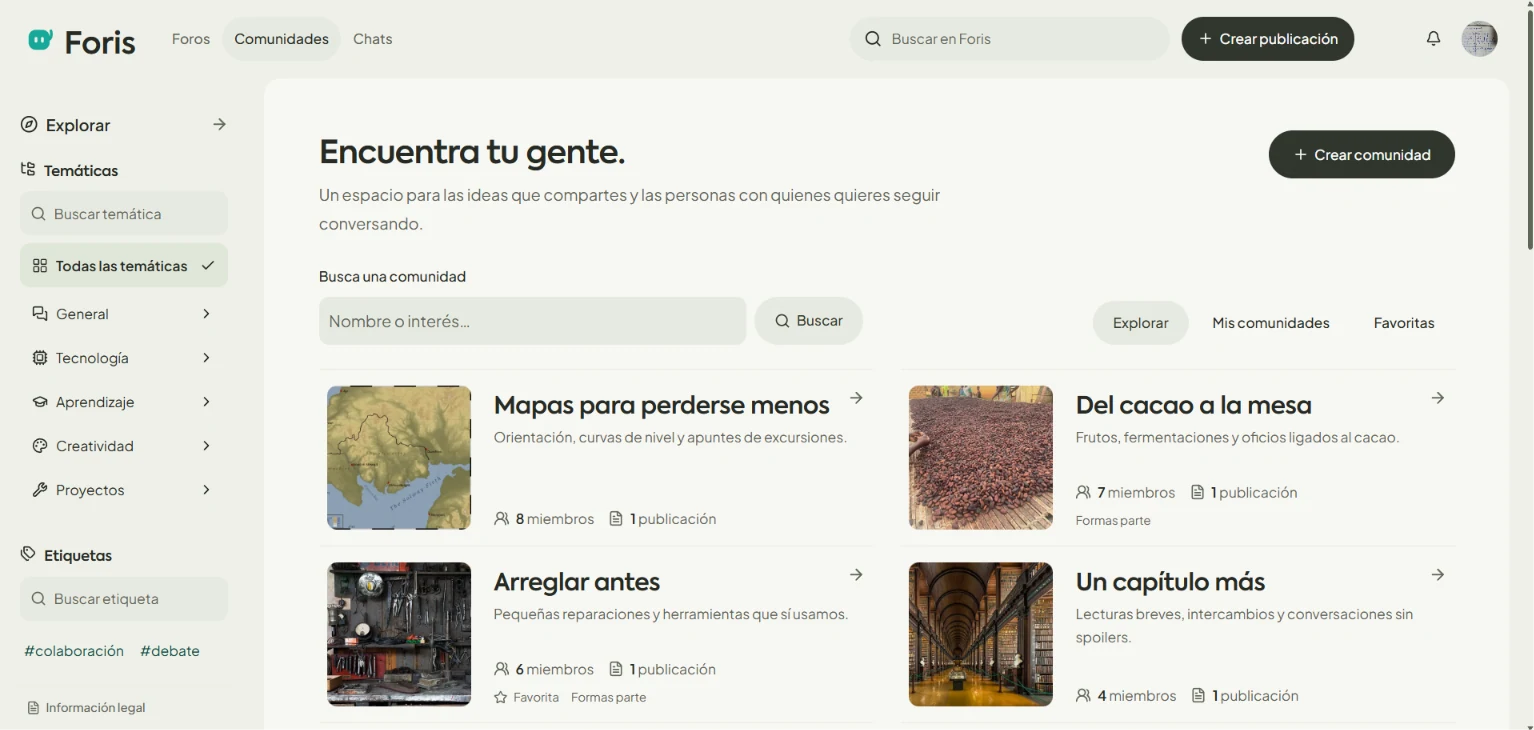 Foris
Foros
Comunidades
Chats
Buscar en Foris
+ Crear publicación
Explorar
Temáticas
Buscar temática
Todas las temáticas
General
Tecnología
Aprendizaje
Creatividad
Proyectos
Etiquetas
Buscar etiqueta
#colaboración #debate
Información legal
Encuentra tu gente.
+ Crear comunidad
Un espacio para las ideas que compartes y las personas con quienes quieres seguir
conversando.
Busca una comunidad
Nombre o interés...
Buscar
Explorar
Mis comunidades
Favoritas
Mapas para perderse menos
Orientación, curvas de nivel y apuntes de excursiones.
8 miembros 1 publicación
Del cacao a la mesa
Frutos, fermentaciones y oficios ligados al cacao.
7 miembros 1 publicación
Formas parte
Arreglar antes
Pequeñas reparaciones y herramientas que sí usamos.
6 miembros 1 publicación
Favorita Formas parte
Un capítulo más
Lecturas breves, intercambios y conversaciones sin
spoilers.
4 miembros 1 publicación